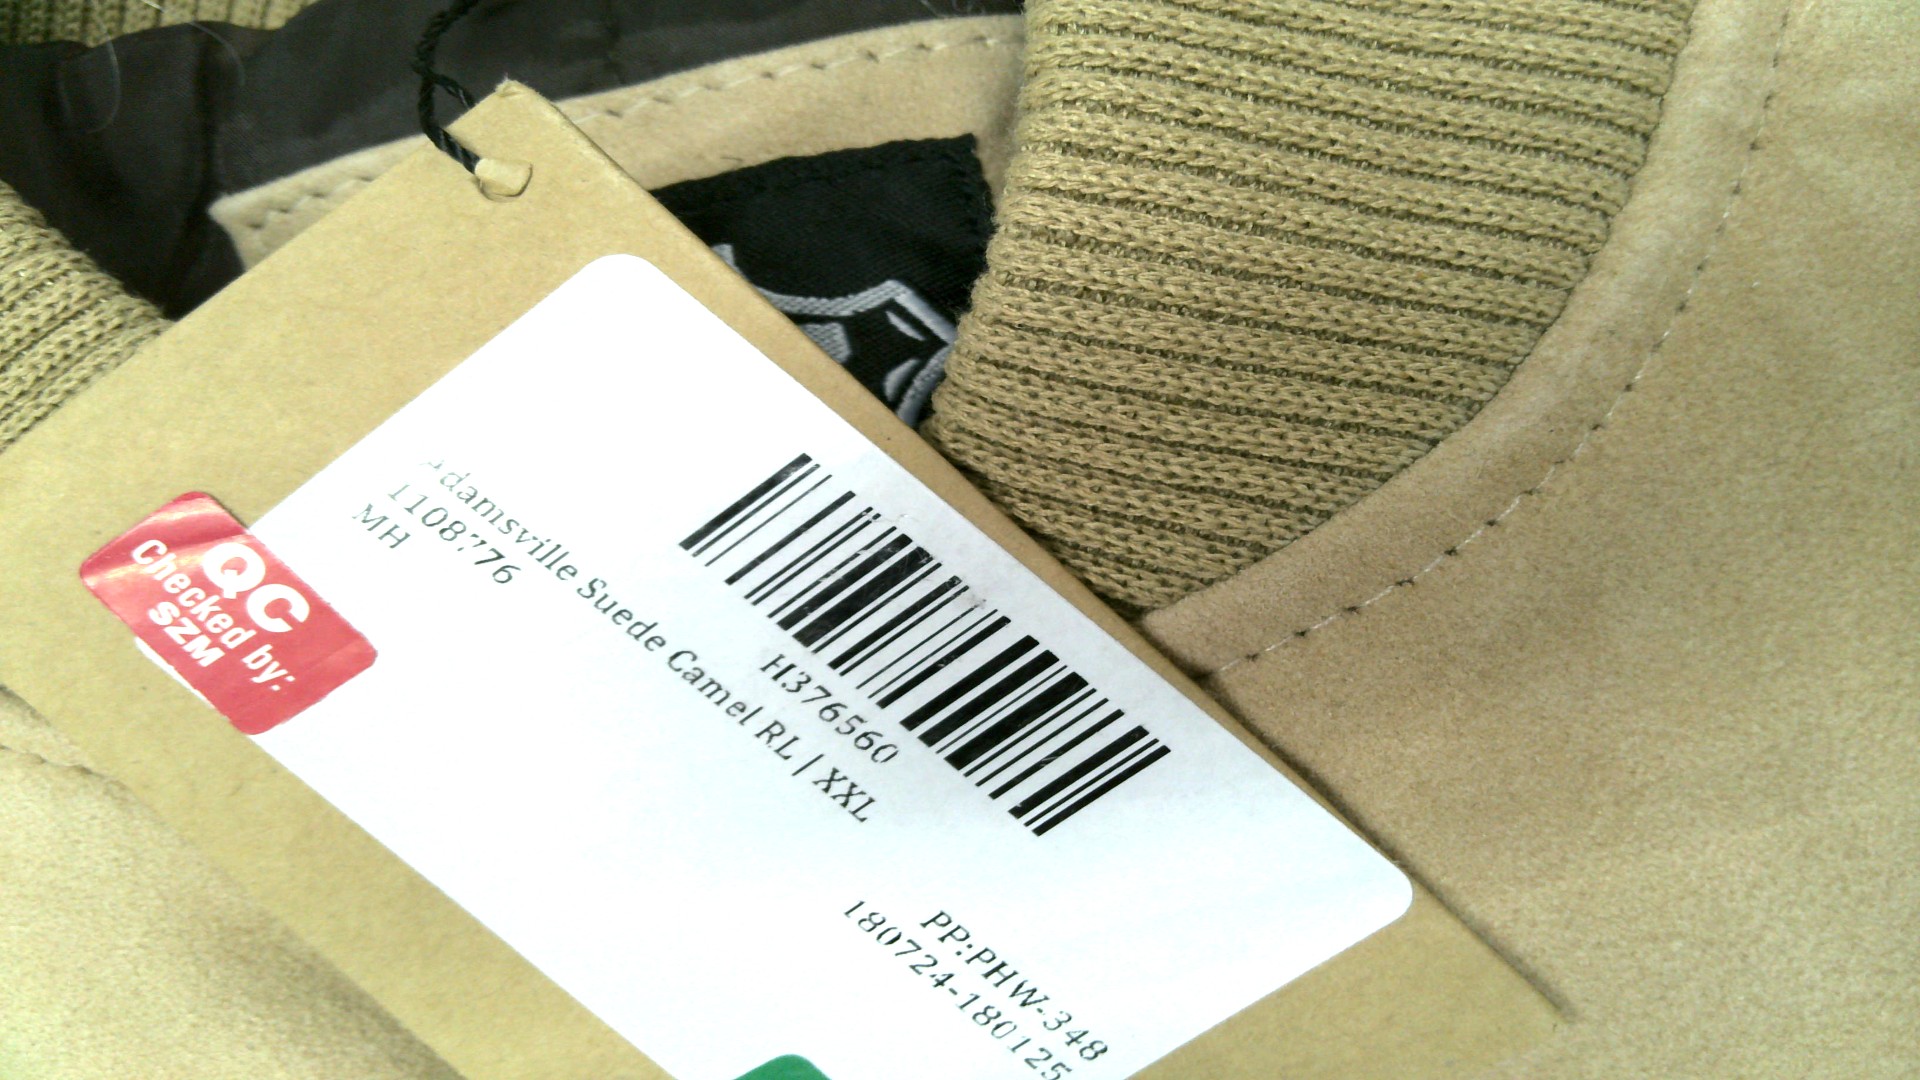 H376560
Adamsville Suede Camel RL | XXL
1108776
MH
PP:PHW-348
180724-180125
QC
Checked by:
SZM